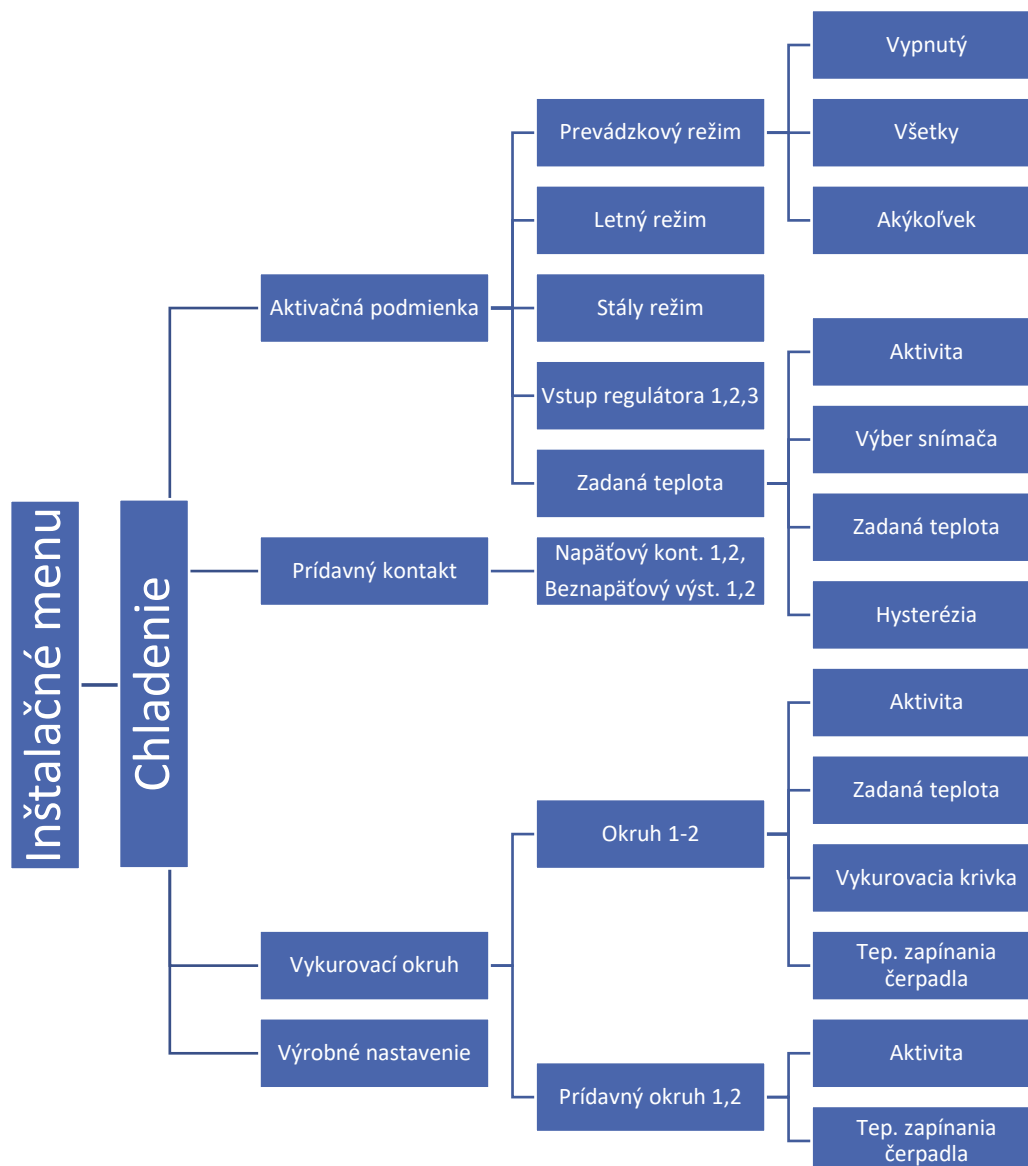 Inštalačné menu
Chladenie
Aktivačná podmienka
Prevádzkový režim
Vypnutý
Všetky
Akýkoľvek
Letný režim
Stály režim
Vstup regulátora 1,2,3
Zadaná teplota
Aktivita
Výber snímača
Zadaná teplota
Hysterézia
Prídavný kontakt
Napäťový kont. 1,2,
Beznapäťový výst. 1,2
Vykurovací okruh
Okruh 1-2
Aktivita
Zadaná teplota
Vykurovacia krivka
Tep. zapínania
čerpadla
Prídavný okruh 1,2
Aktivita
Tep. zapínania
čerpadla
Výrobné nastavenie